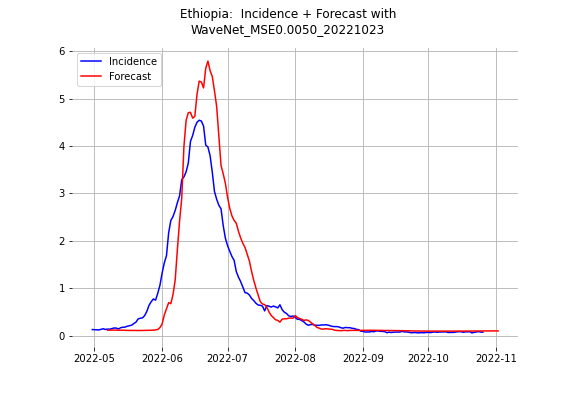 Ethiopia:  Incidence + Forecast with
WaveNet_MSE0.0050_20221023
Incidence
Forecast
6
5
4
3
2
1
0
2022-05 2022-06 2022-07 2022-08 2022-09 2022-10 2022-11